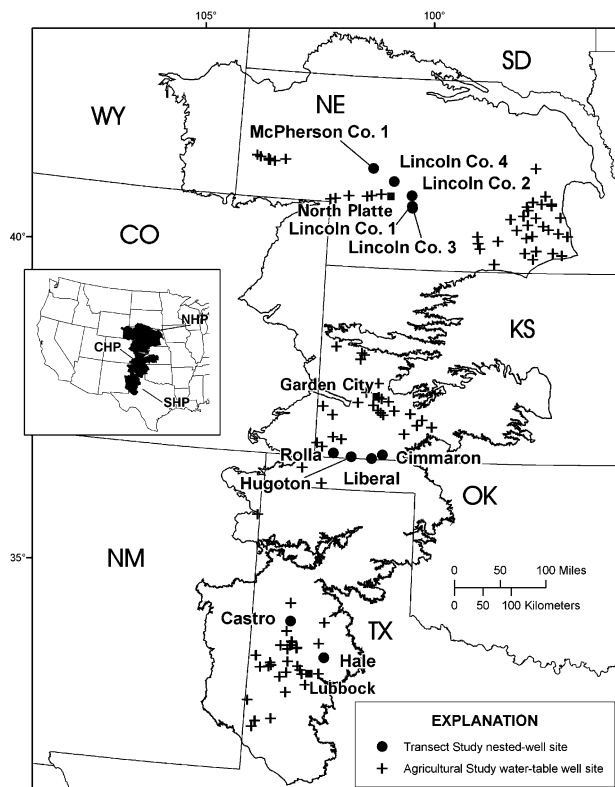 105°
100°
SD
NE
WY
McPherson Co. 1
Lincoln Co. 4
Lincoln Co. 2
North Platte
Lincoln Co. 1
Lincoln Co. 3
40°
CO
NHP
CHP
SHP
KS
Garden City
Rolla
Cimmaron
Hugoton
Liberal
OK
35°
NM
0 50 100 Miles
0 50 100 Kilometers
Castro
TX
Hale
Lubbock
EXPLANATION
Transect Study nested-well site
Agricultural Study water-table well site